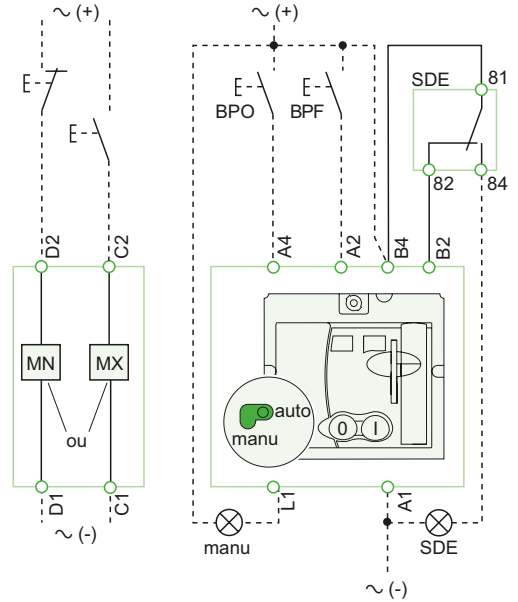 ∼ (+)
∼ (+)
SDE
81
BPO
BPF
82
84
D2
C2
A4
A2
B4
B2
MN
MX
ou
auto
manu
0
I
D1
C1
L1
A1
∼ (-)
manu
SDE
∼ (-)